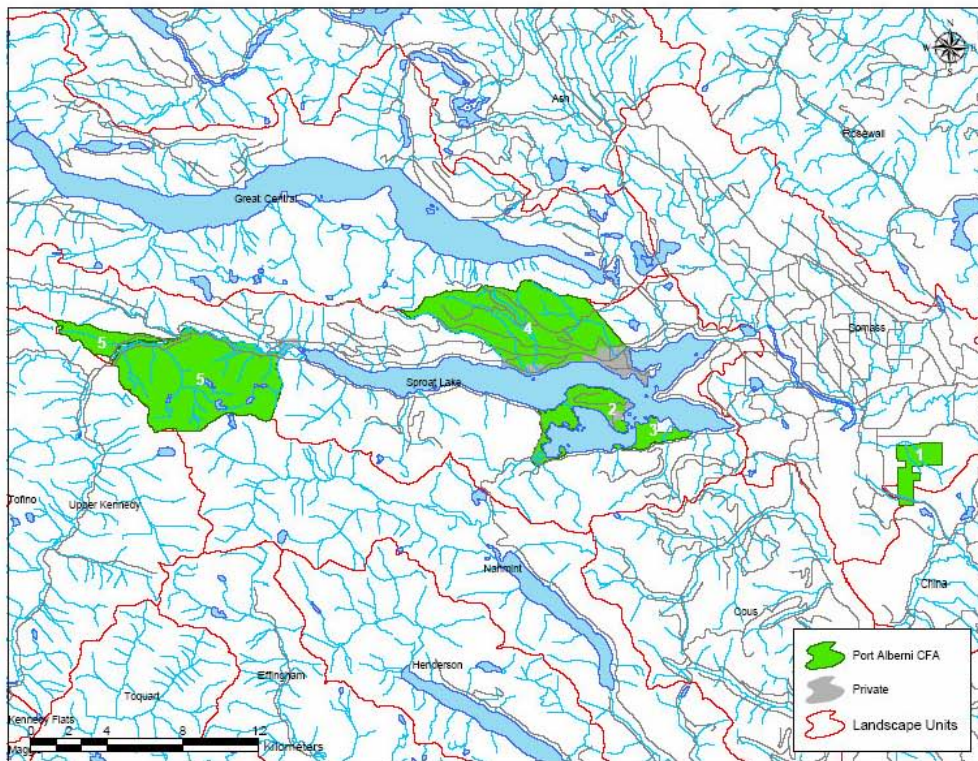 N
W
S
Ash
Rosewall
Great Central
4
Somass
5
5
Sproat Lake
2
3
1
Tofino
Upper Kennedy
Nahmint
China
Opus
Henderson
Effingham
Toquart
Kennedy Flats
0 2 4 8 12
Kilometers
Port Alberni CFA
Private
Landscape Units